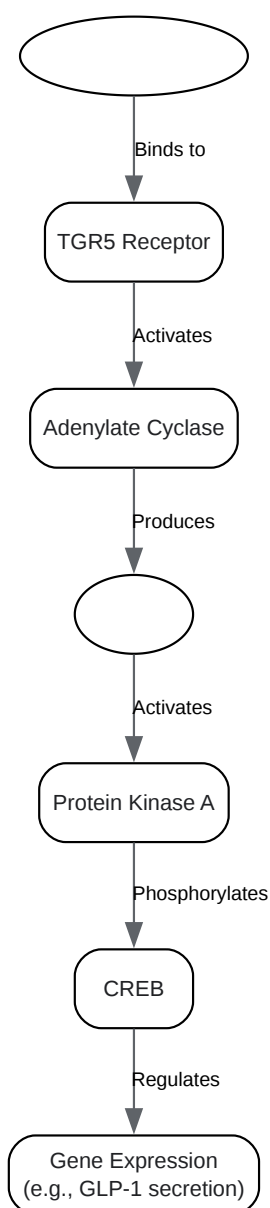 Binds to
TGR5 Receptor
Activates
Adenylate Cyclase
Produces
Activates
Protein Kinase A
Phosphorylates
CREB
Regulates
Gene Expression
(e.g., GLP-1 secretion)